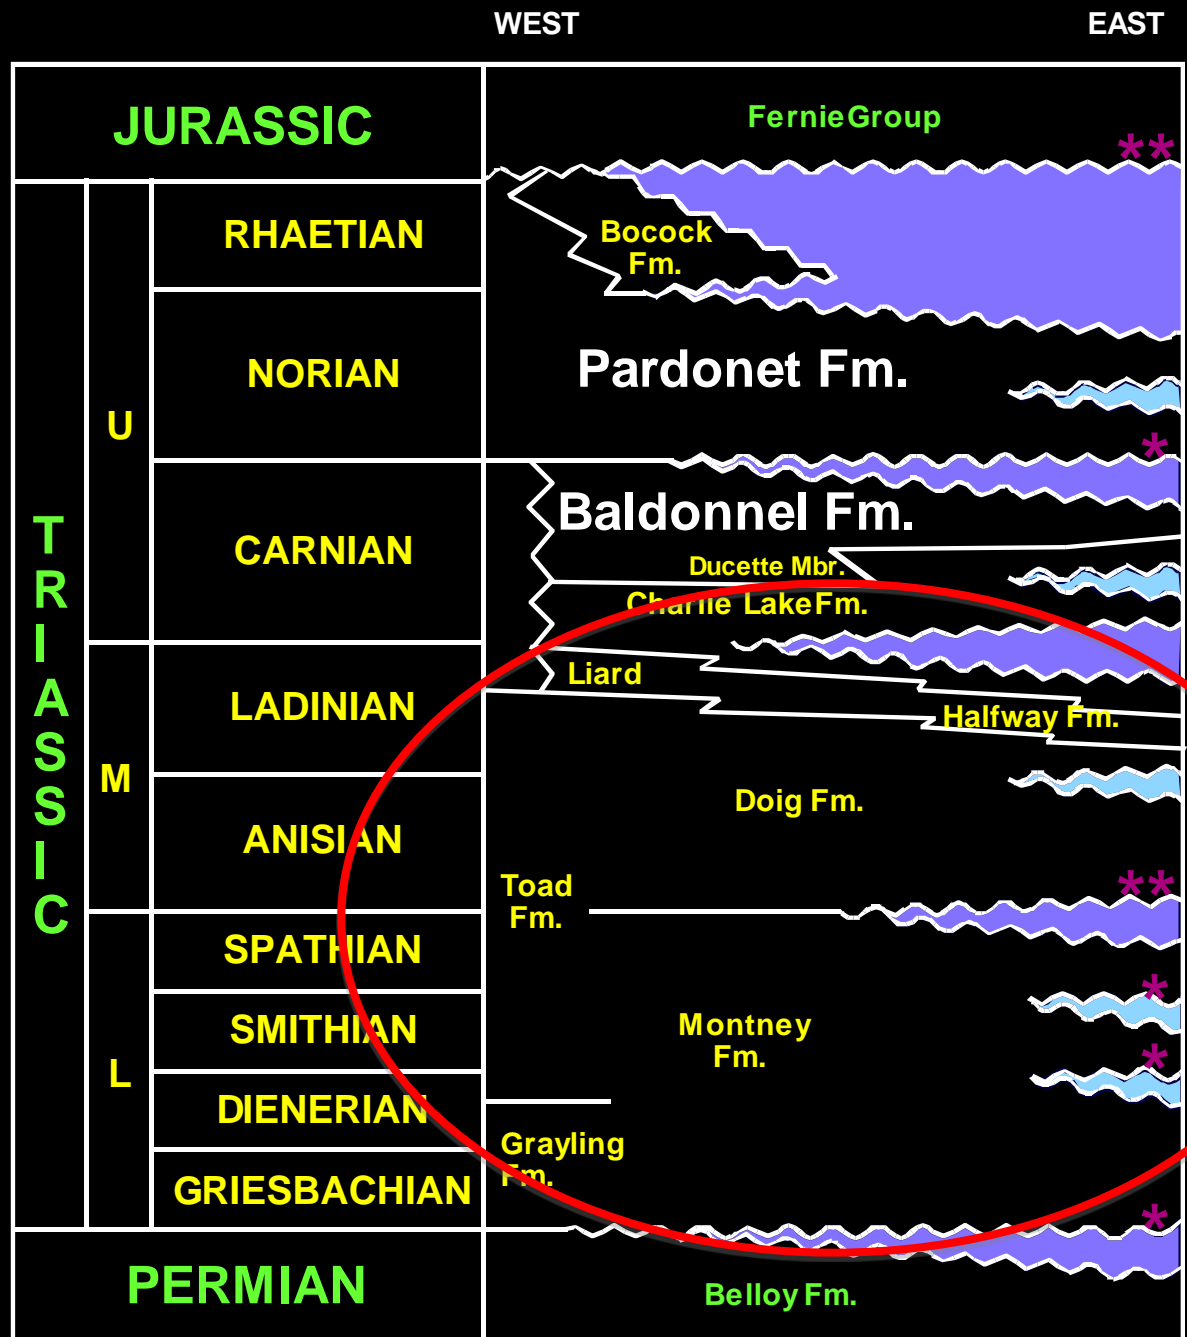 WEST
EAST
JURASSIC
Fernie Group
**
RHAETIAN
Bocock
Fm.
NORIAN
Pardonet Fm.
U
*
TRIASSIC
CARNIAN
Baldonnel Fm.
Ducette Mbr.
Charlie Lake Fm.
LADINIAN
Liard
Halfway Fm.
M
ANISIAN
Doig Fm.
Toad
Fm.
**
SPATHIAN
*
SMITHIAN
Montney
Fm.
*
L
DIENERIAN
Grayling
Fm.
GRIESBACHIAN
*
PERMIAN
Belloy Fm.